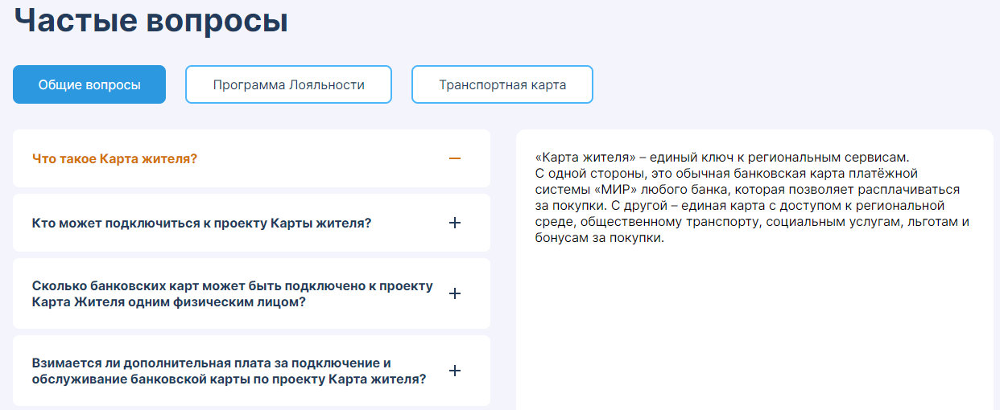 Частые вопросы
Общие вопросы
Программа Лояльности
Транспортная карта
Что такое Карта жителя?
Кто может подключиться к проекту Карты жителя?
Сколько банковских карт может быть подключено к проекту
Карта Жителя одним физическим лицом?
Взимается ли дополнительная плата за подключение и
обслуживание банковской карты по проекту Карта жителя?
«Карта жителя» – единый ключ к региональным сервисам.
С одной стороны, это обычная банковская карта платёжной
системы «МИР» любого банка, которая позволяет расплачиваться
за покупки. С другой – единая карта с доступом к региональной
среде, общественному транспорту, социальным услугам, льготам и
бонусам за покупки.